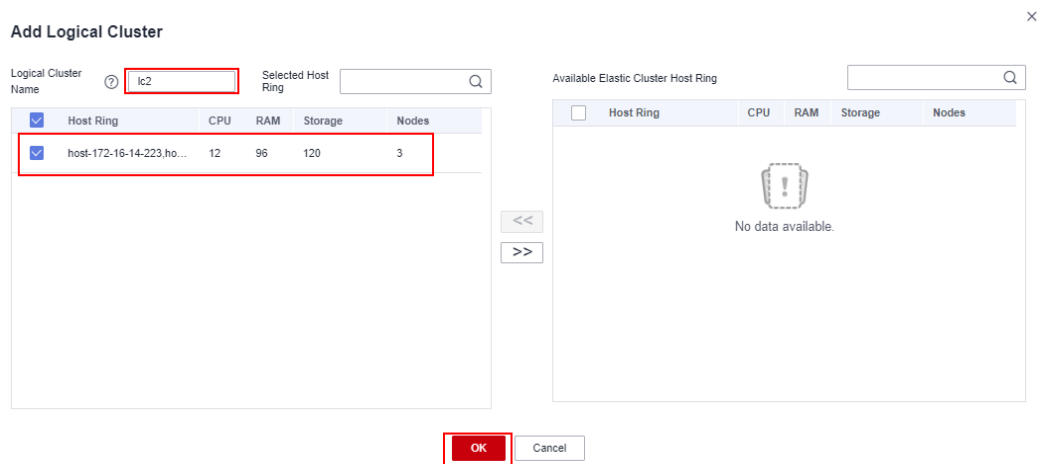 Add Logical Cluster
Logical Cluster
Name
?
lc2
Selected Host
Ring
Available Elastic Cluster Host Ring
Host Ring CPU RAM Storage Nodes
host-172-16-14-223,ho... 12 96 120 3
Host Ring CPU RAM Storage Nodes
No data available.
<<
>>
OK
Cancel